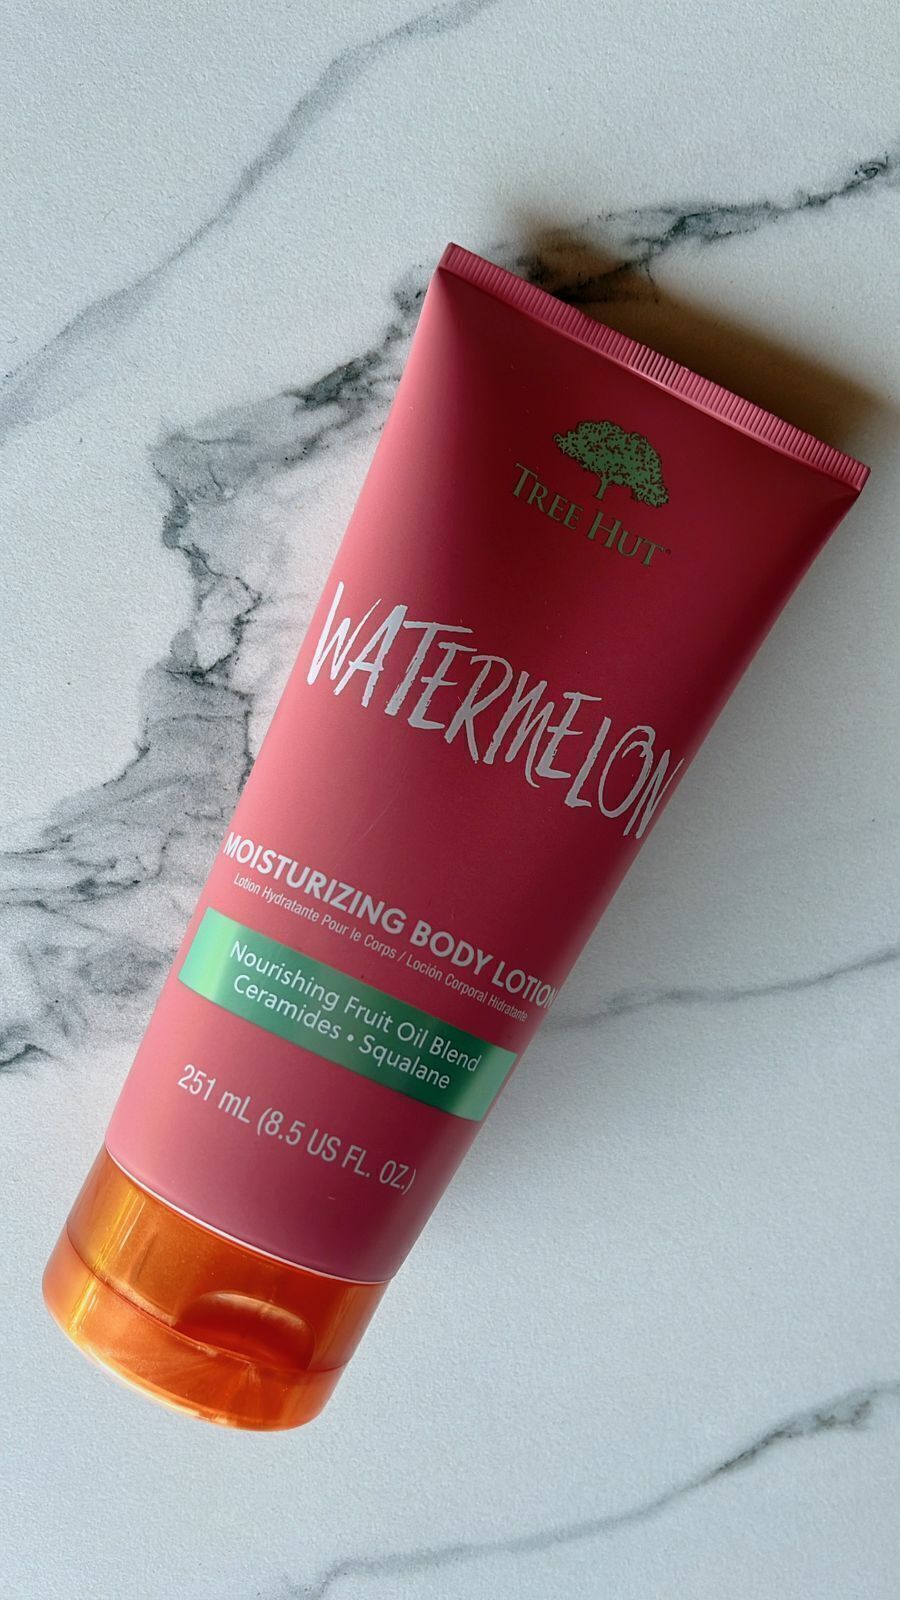 TREE HUT
WATERMELON
MOISTURIZING BODY LOTION
Lotion Hydratante Pour le Corps / Loción Corporal Hidratante
Nourishing Fruit Oil Blend
Ceramides • Squalane
251 mL (8.5 US FL. OZ.)